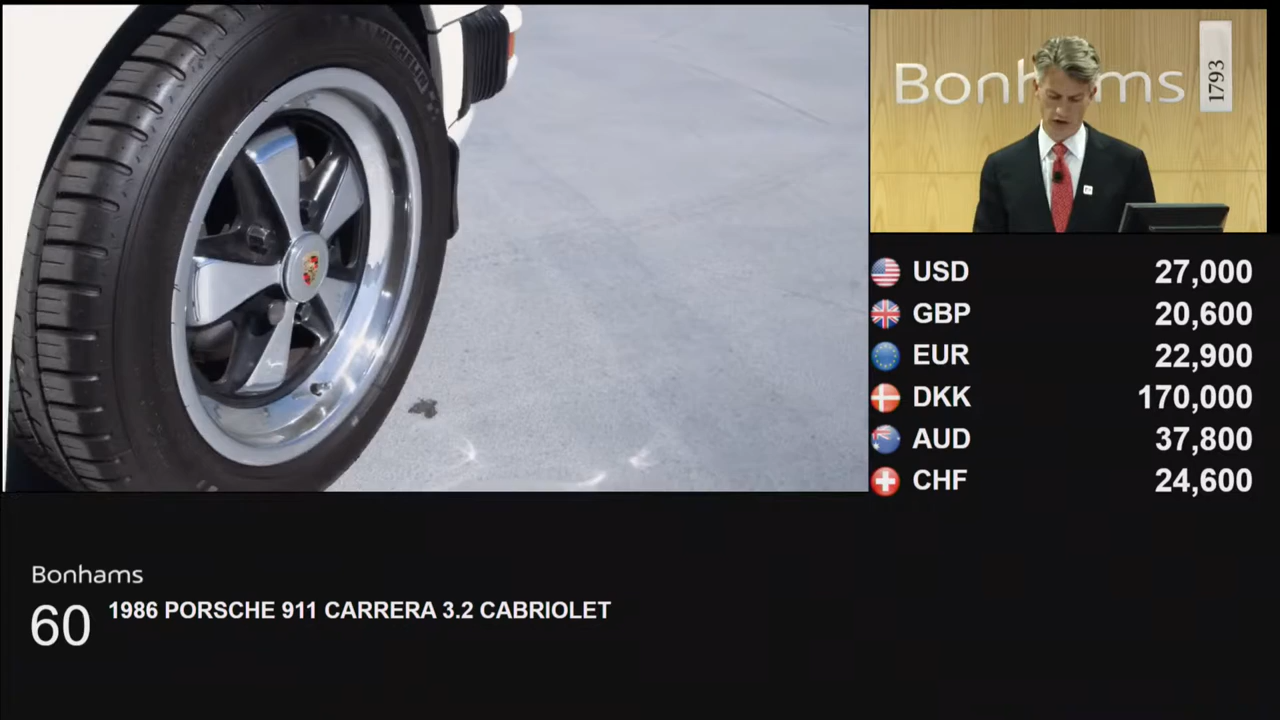 MICHELIN
Bonhams
1793
USD 27,000
GBP 20,600
EUR 22,900
DKK 170,000
AUD 37,800
CHF 24,600
Bonhams
60
1986 PORSCHE 911 CARRERA 3.2 CABRIOLET